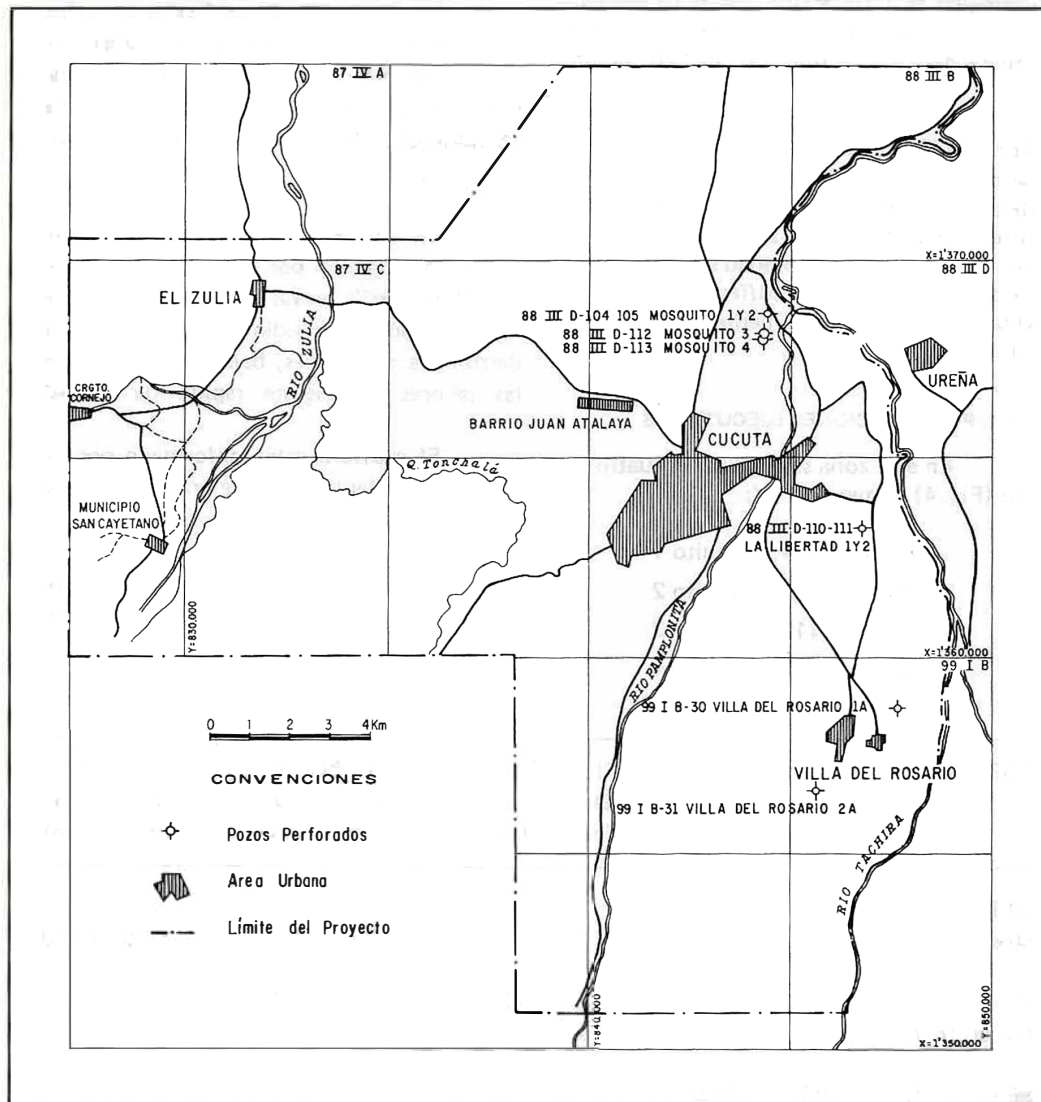 87 IV A
88 III B
X=1'370.000
87 IV C
88 III D
EL ZULIA
RIO ZULIA
88 III D-104 105 MOSQUITO 1Y2
88 III D-112 MOSQUITO 3
88 III D-113 MOSQUITO 4
UREÑA
CRGTO.
CORNEJO
BARRIO JUAN ATALAYA
CUCUTA
Q. Tonchalá
MUNICIPIO
SAN CAYETANO
88 III-D-110-111
LA LIBERTAD 1Y2
Y=830.000
X=1'360.000
99 I B
RIO PAMPLONITA
99 I B-30 VILLA DEL ROSARIO 1A
0 1 2 3 4 Km
CONVENCIONES
VILLA DEL ROSARIO
99 I B-31 VILLA DEL ROSARIO 2A
Pozos Perforados
RIO TACHIRA
Area Urbana
Límite del Proyecto
Y=840.000
Y=850.000
X=1'350.000